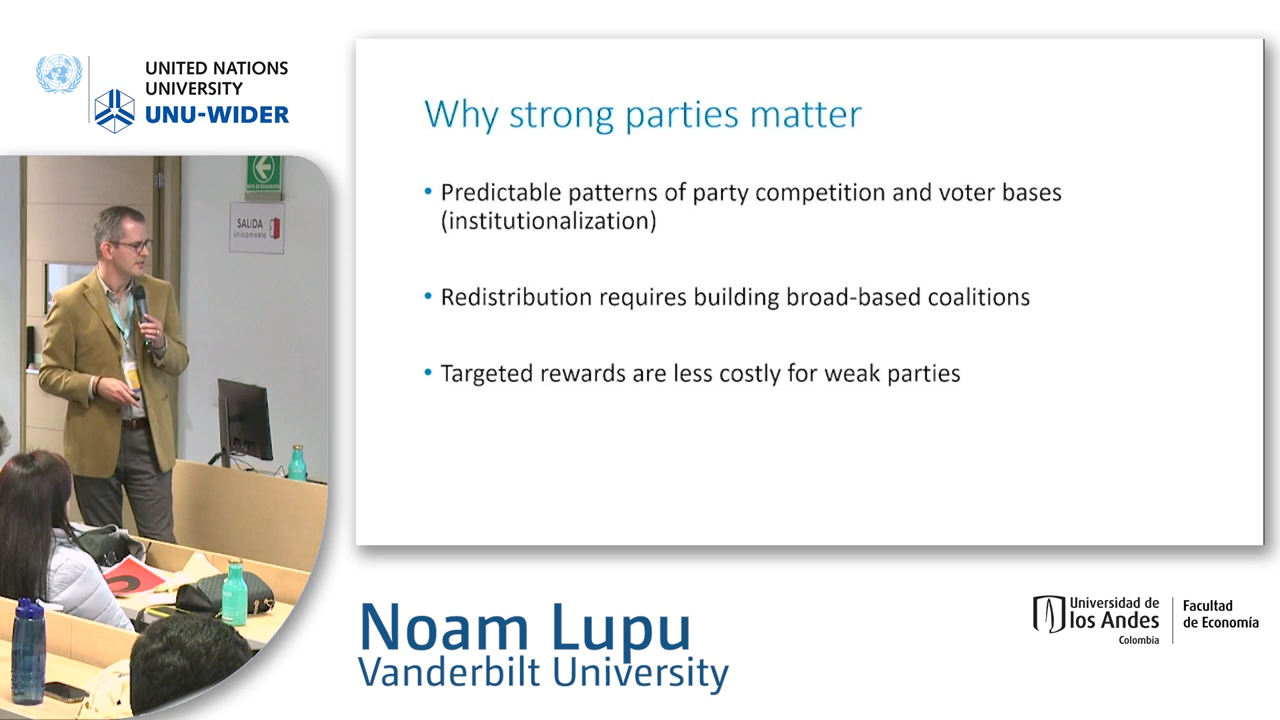 UNITED NATIONS
UNIVERSITY
UNU-WIDER
SALIDA
únicamente
Why strong parties matter
• Predictable patterns of party competition and voter bases
(institutionalization)
• Redistribution requires building broad-based coalitions
• Targeted rewards are less costly for weak parties
Noam Lupu
Vanderbilt University
Universidad de
los Andes
Colombia
Facultad
de Economía